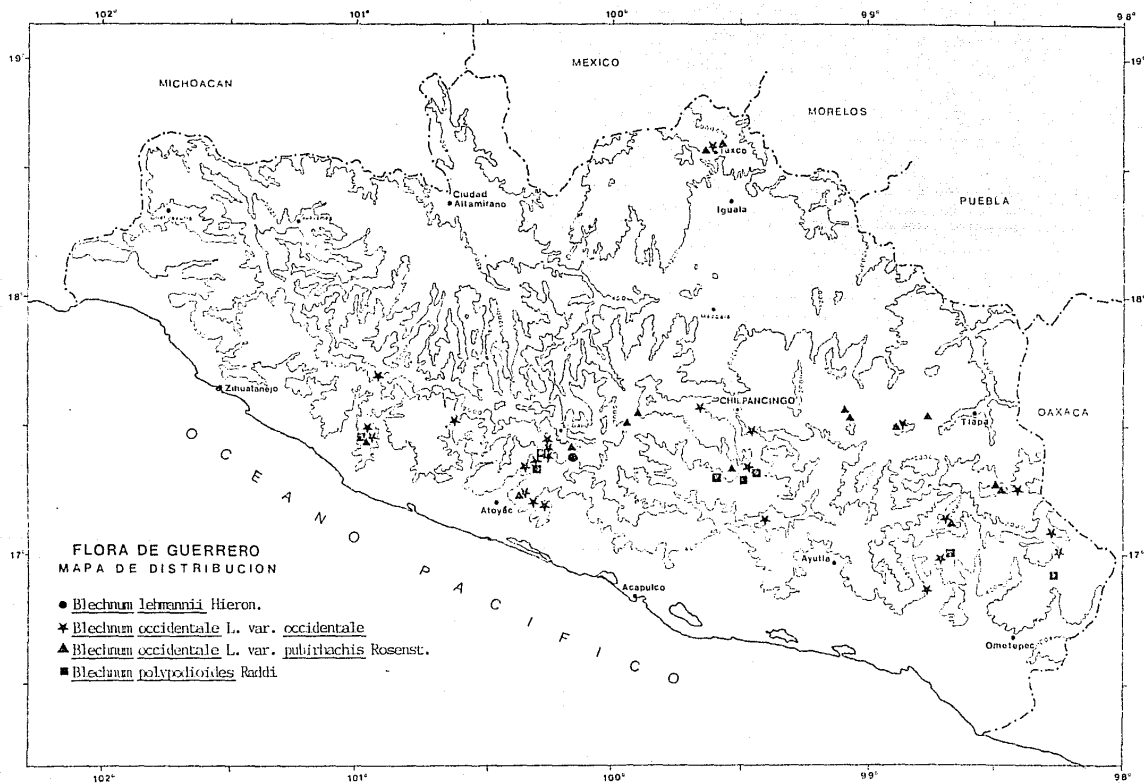 102° 101° 100° 99° 98°
19° 19°
MICHOACAN
MEXICO
MORELOS
Taxco
PUEBLA
Ciudad
Altamirano
Iguala
18° 18°
Zihuatanejo
CHILPANCINGO
Tlapa
OAXACA
Atoyac
17° 17°
Ayutla
Acapulco
Ometepec
OCEANO PACIFICO
FLORA DE GUERRERO
MAPA DE DISTRIBUCION
Blechnum lehmannii Hieron.
Blechnum occidentale L. var. occidentale
Blechnum occidentale L. var. pubirhachis Rosenst.
Blechnum polypodioides Raddi
102° 101° 100° 99° 98°